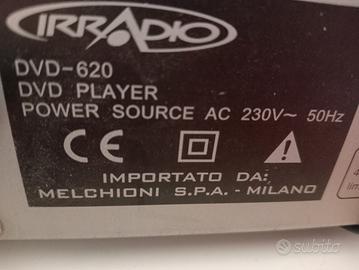 IRRADIO
DVD-620
DVD PLAYER
POWER SOURCE AC 230V~ 50Hz
CE
IMPORTATO DA:
MELCHIONI S.P.A. - MILANO
subito